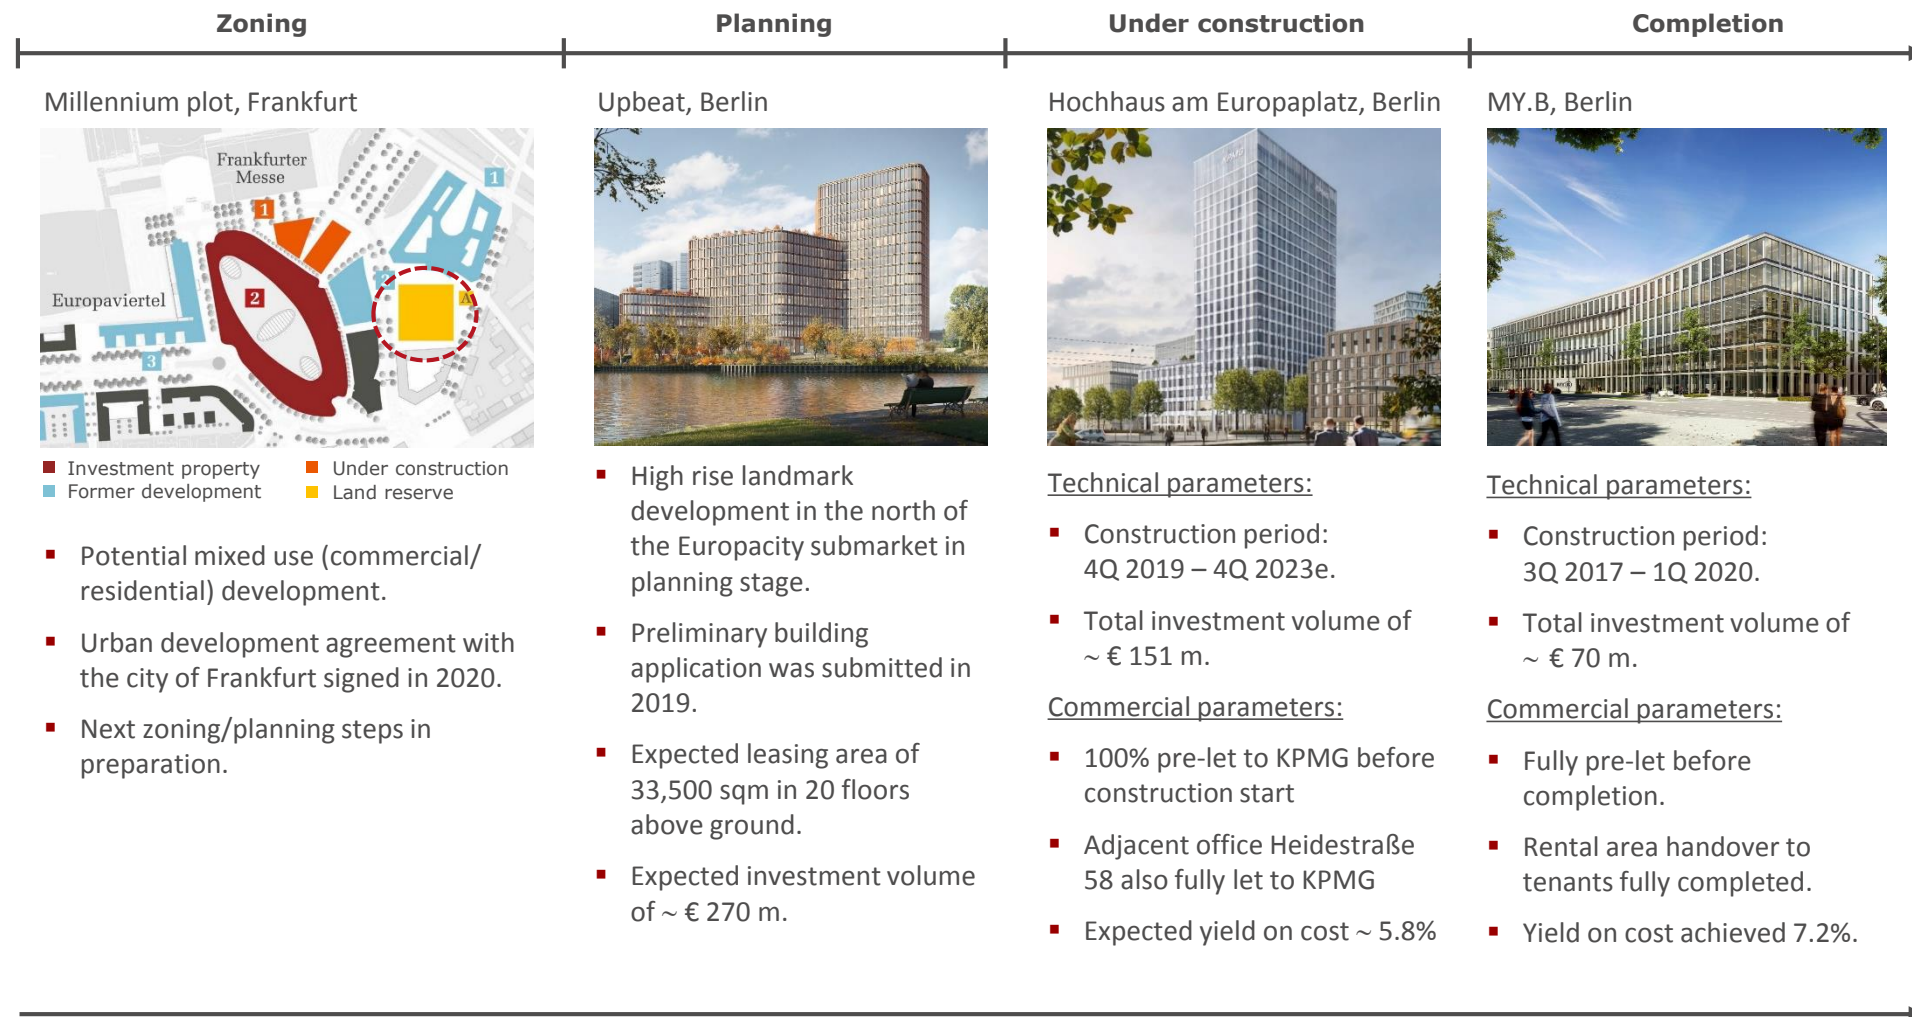 Zoning
Planning
Under construction
Completion
Millennium plot, Frankfurt
Frankfurter
Messe
1
1
2
Europaviertel
2
A
3
Investment property
Under construction
Former development
Land reserve
Potential mixed use (commercial/
residential) development.
Urban development agreement with
the city of Frankfurt signed in 2020.
Next zoning/planning steps in
preparation.
Upbeat, Berlin
High rise landmark
development in the north of
the Europacity submarket in
planning stage.
Preliminary building
application was submitted in
2019.
Expected leasing area of
33,500 sqm in 20 floors
above ground.
Expected investment volume
of ~ € 270 m.
Hochhaus am Europaplatz, Berlin
KPMG
Technical parameters:
Construction period:
4Q 2019 – 4Q 2023e.
Total investment volume of
~ € 151 m.
Commercial parameters:
100% pre-let to KPMG before
construction start
Adjacent office Heidestraße
58 also fully let to KPMG
Expected yield on cost ~ 5.8%
MY.B, Berlin
Technical parameters:
Construction period:
3Q 2017 – 1Q 2020.
Total investment volume of
~ € 70 m.
Commercial parameters:
Fully pre-let before
completion.
Rental area handover to
tenants fully completed.
Yield on cost achieved 7.2%.